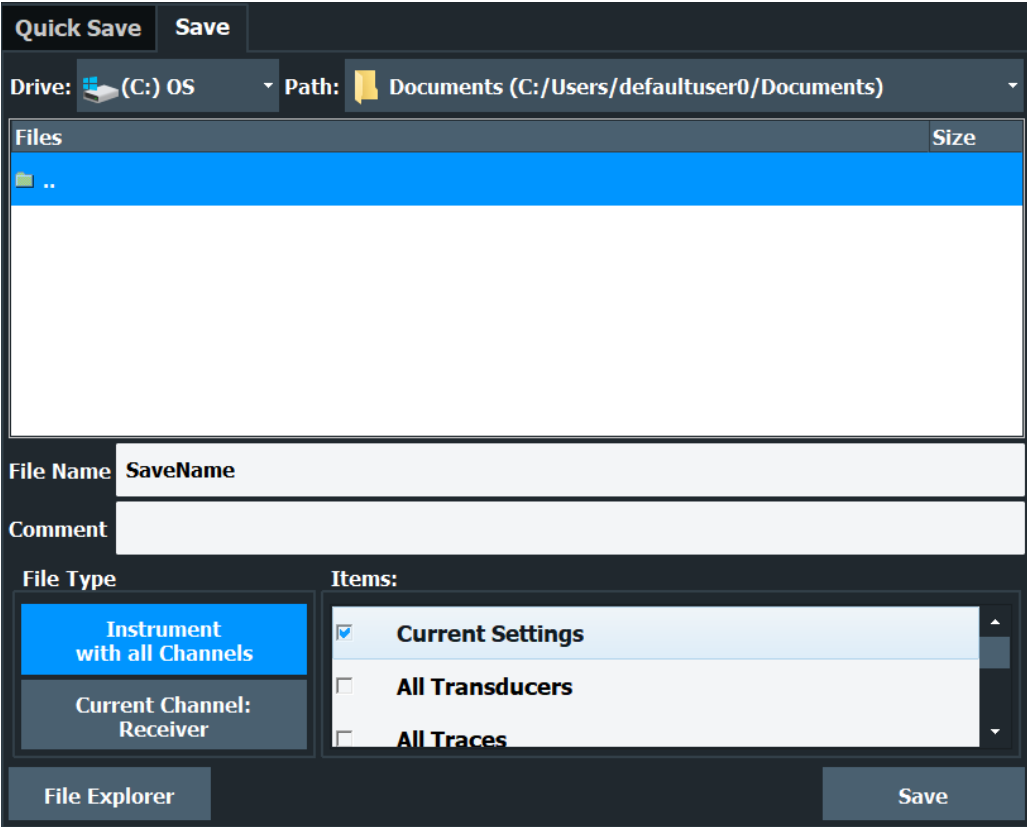 Quick Save Save
Drive: (C:) OS Path: Documents (C:/Users/defaultuser0/Documents)
Files Size
..
File Name SaveName
Comment
File Type Items:
Instrument
with all Channels
Current Channel:
Receiver
Current Settings
All Transducers
All Traces
File Explorer Save